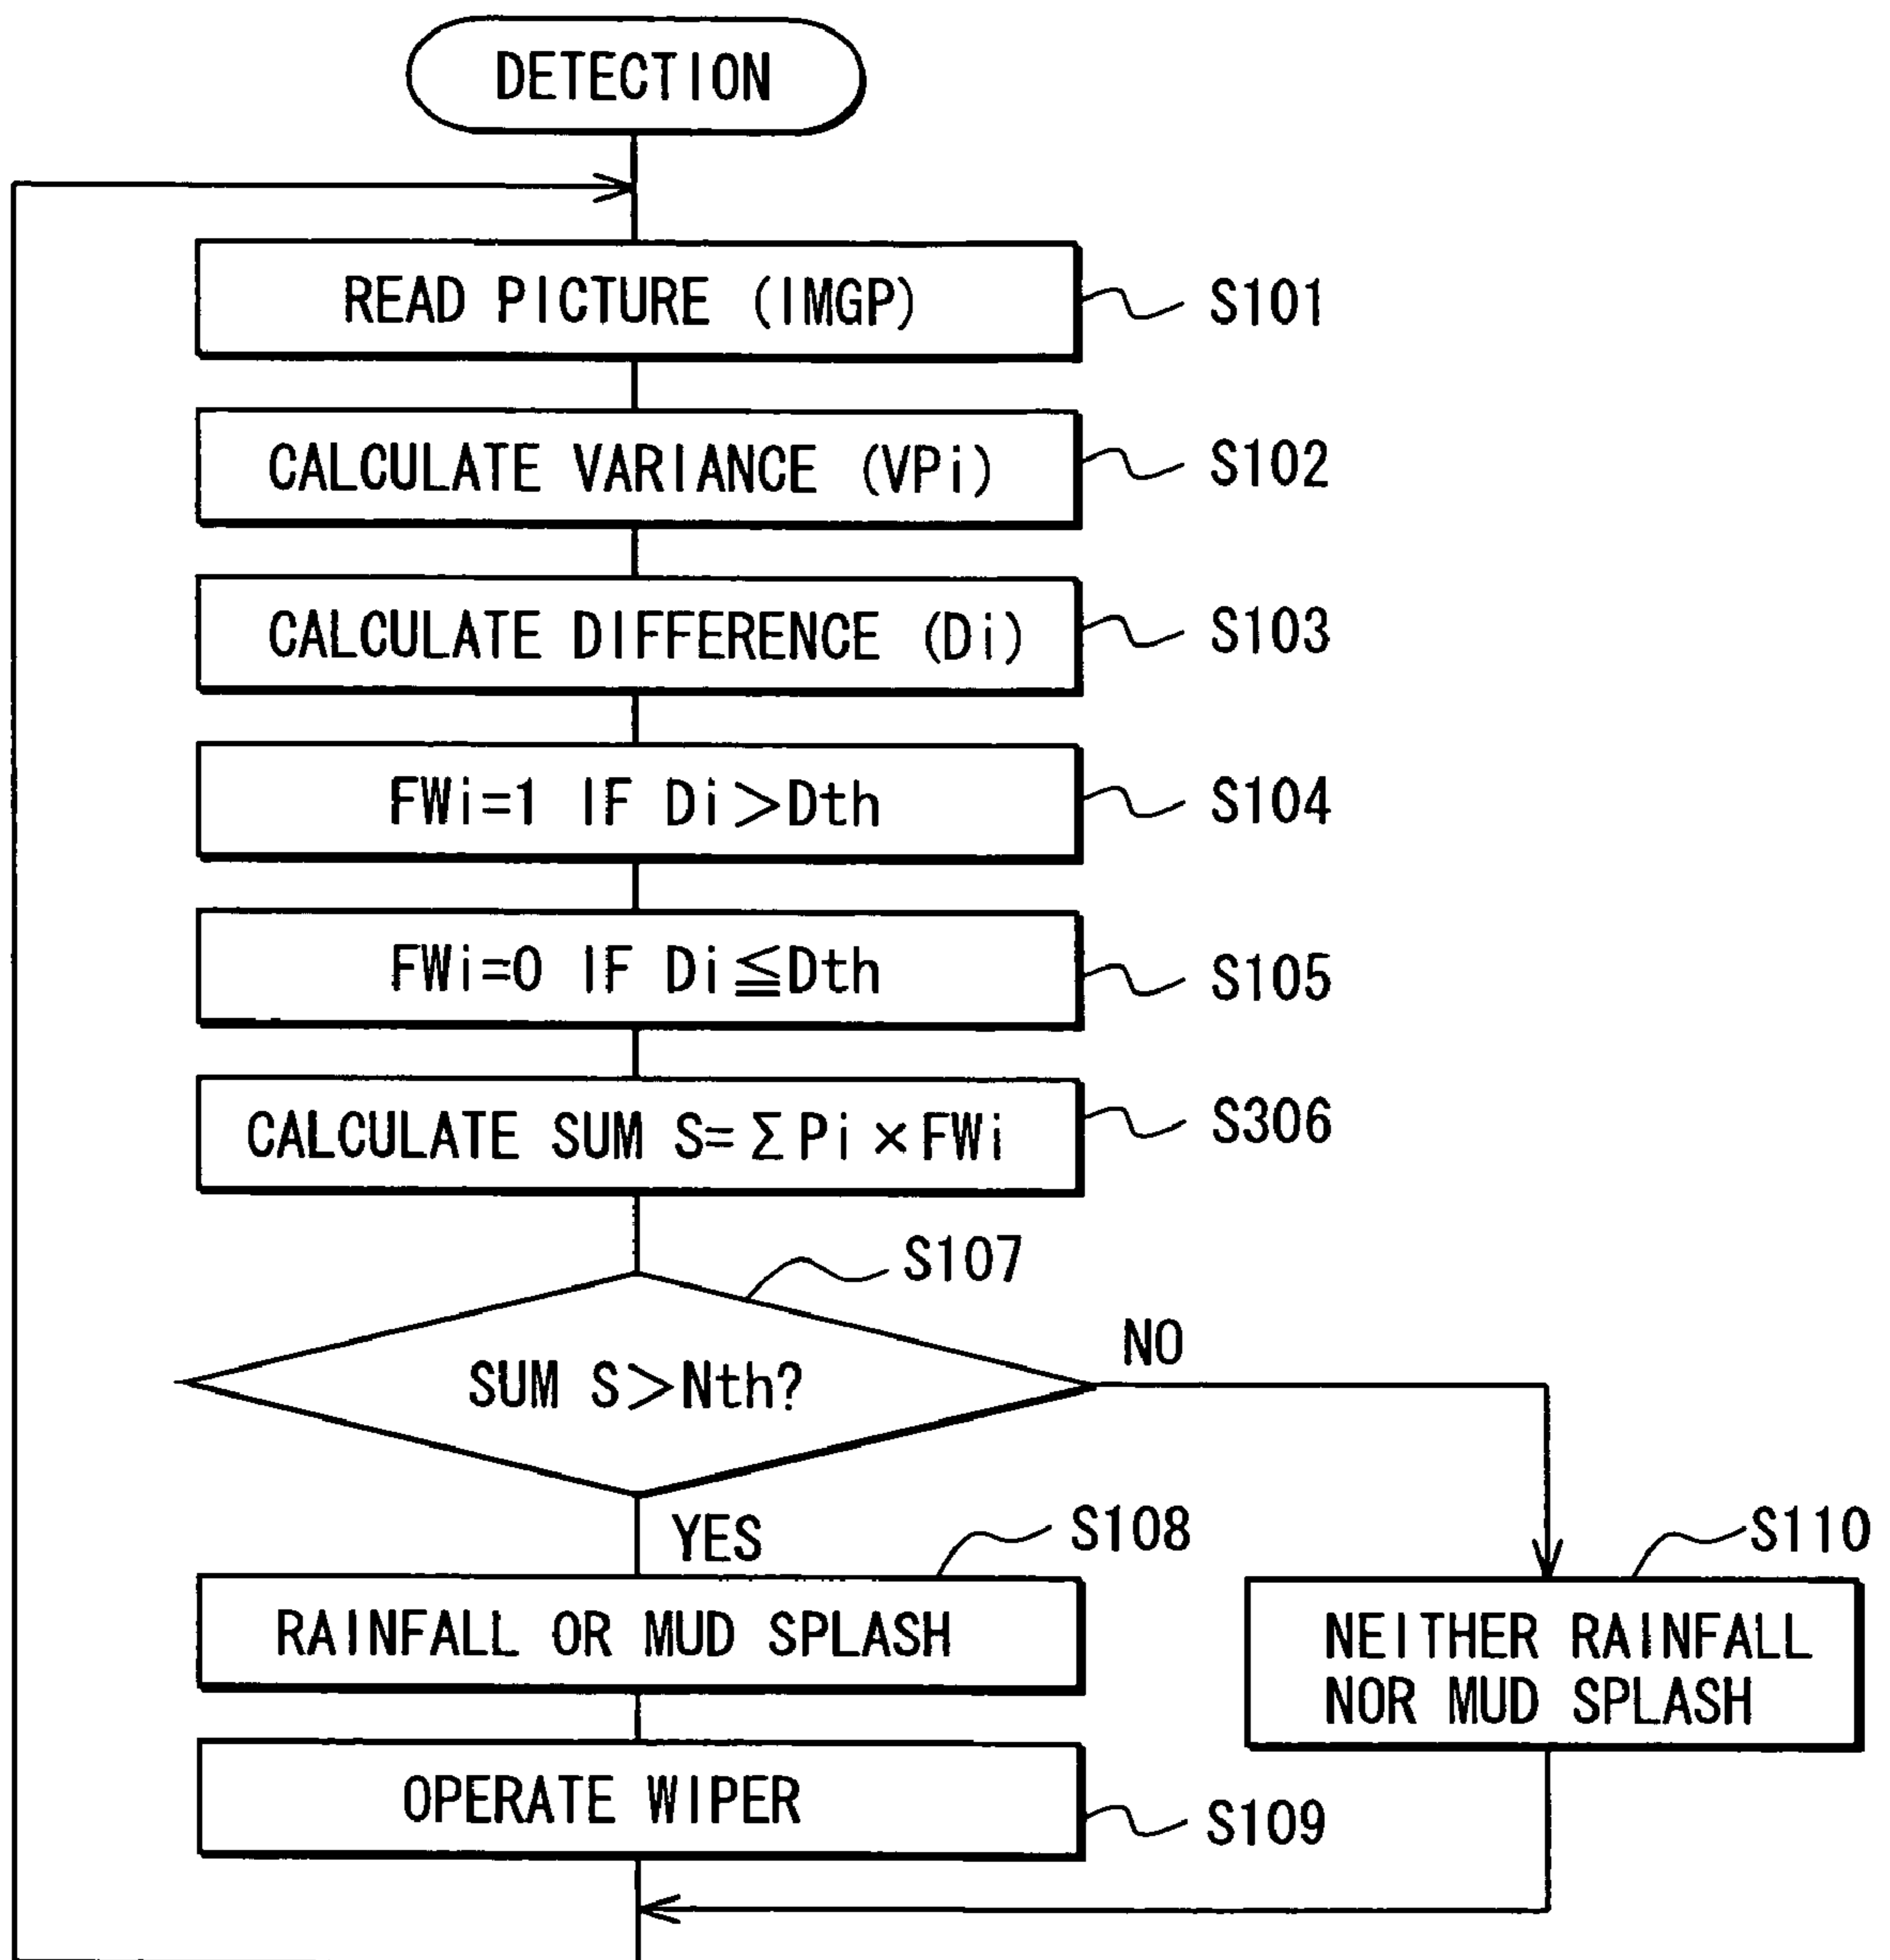 DETECTION
READ PICTURE (IMGP)
S101
CALCULATE VARIANCE (VPi)
S102
CALCULATE DIFFERENCE (Di)
S103
FWi=1 IF Di>Dth
S104
FWi=0 IF Di≦Dth
S105
CALCULATE SUM S=ΣPi×FWi
S306
S107
SUM S>Nth?
NO
YES
S108
S110
RAINFALL OR MUD SPLASH
NEITHER RAINFALL
NOR MUD SPLASH
OPERATE WIPER
S109